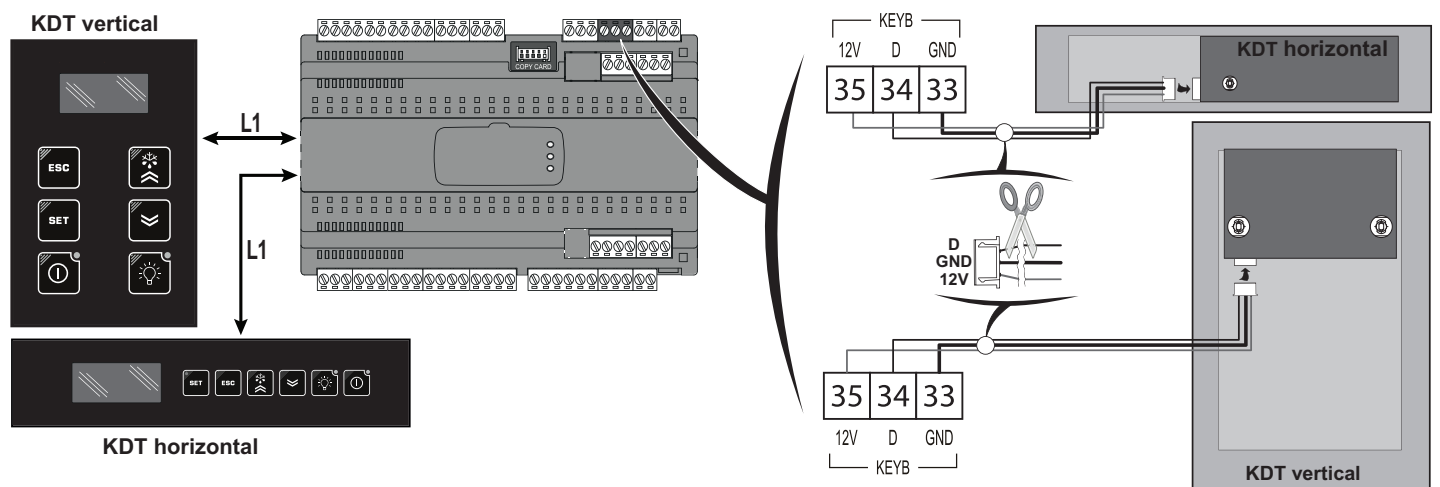 KDT vertical
ESC
SET
L1
L1
COPY CARD
SET ESC
KDT horizontal
KEYB
12V D GND
35 34 33
KDT horizontal
D
GND
12V
35 34 33
12V D GND
KEYB
KDT vertical